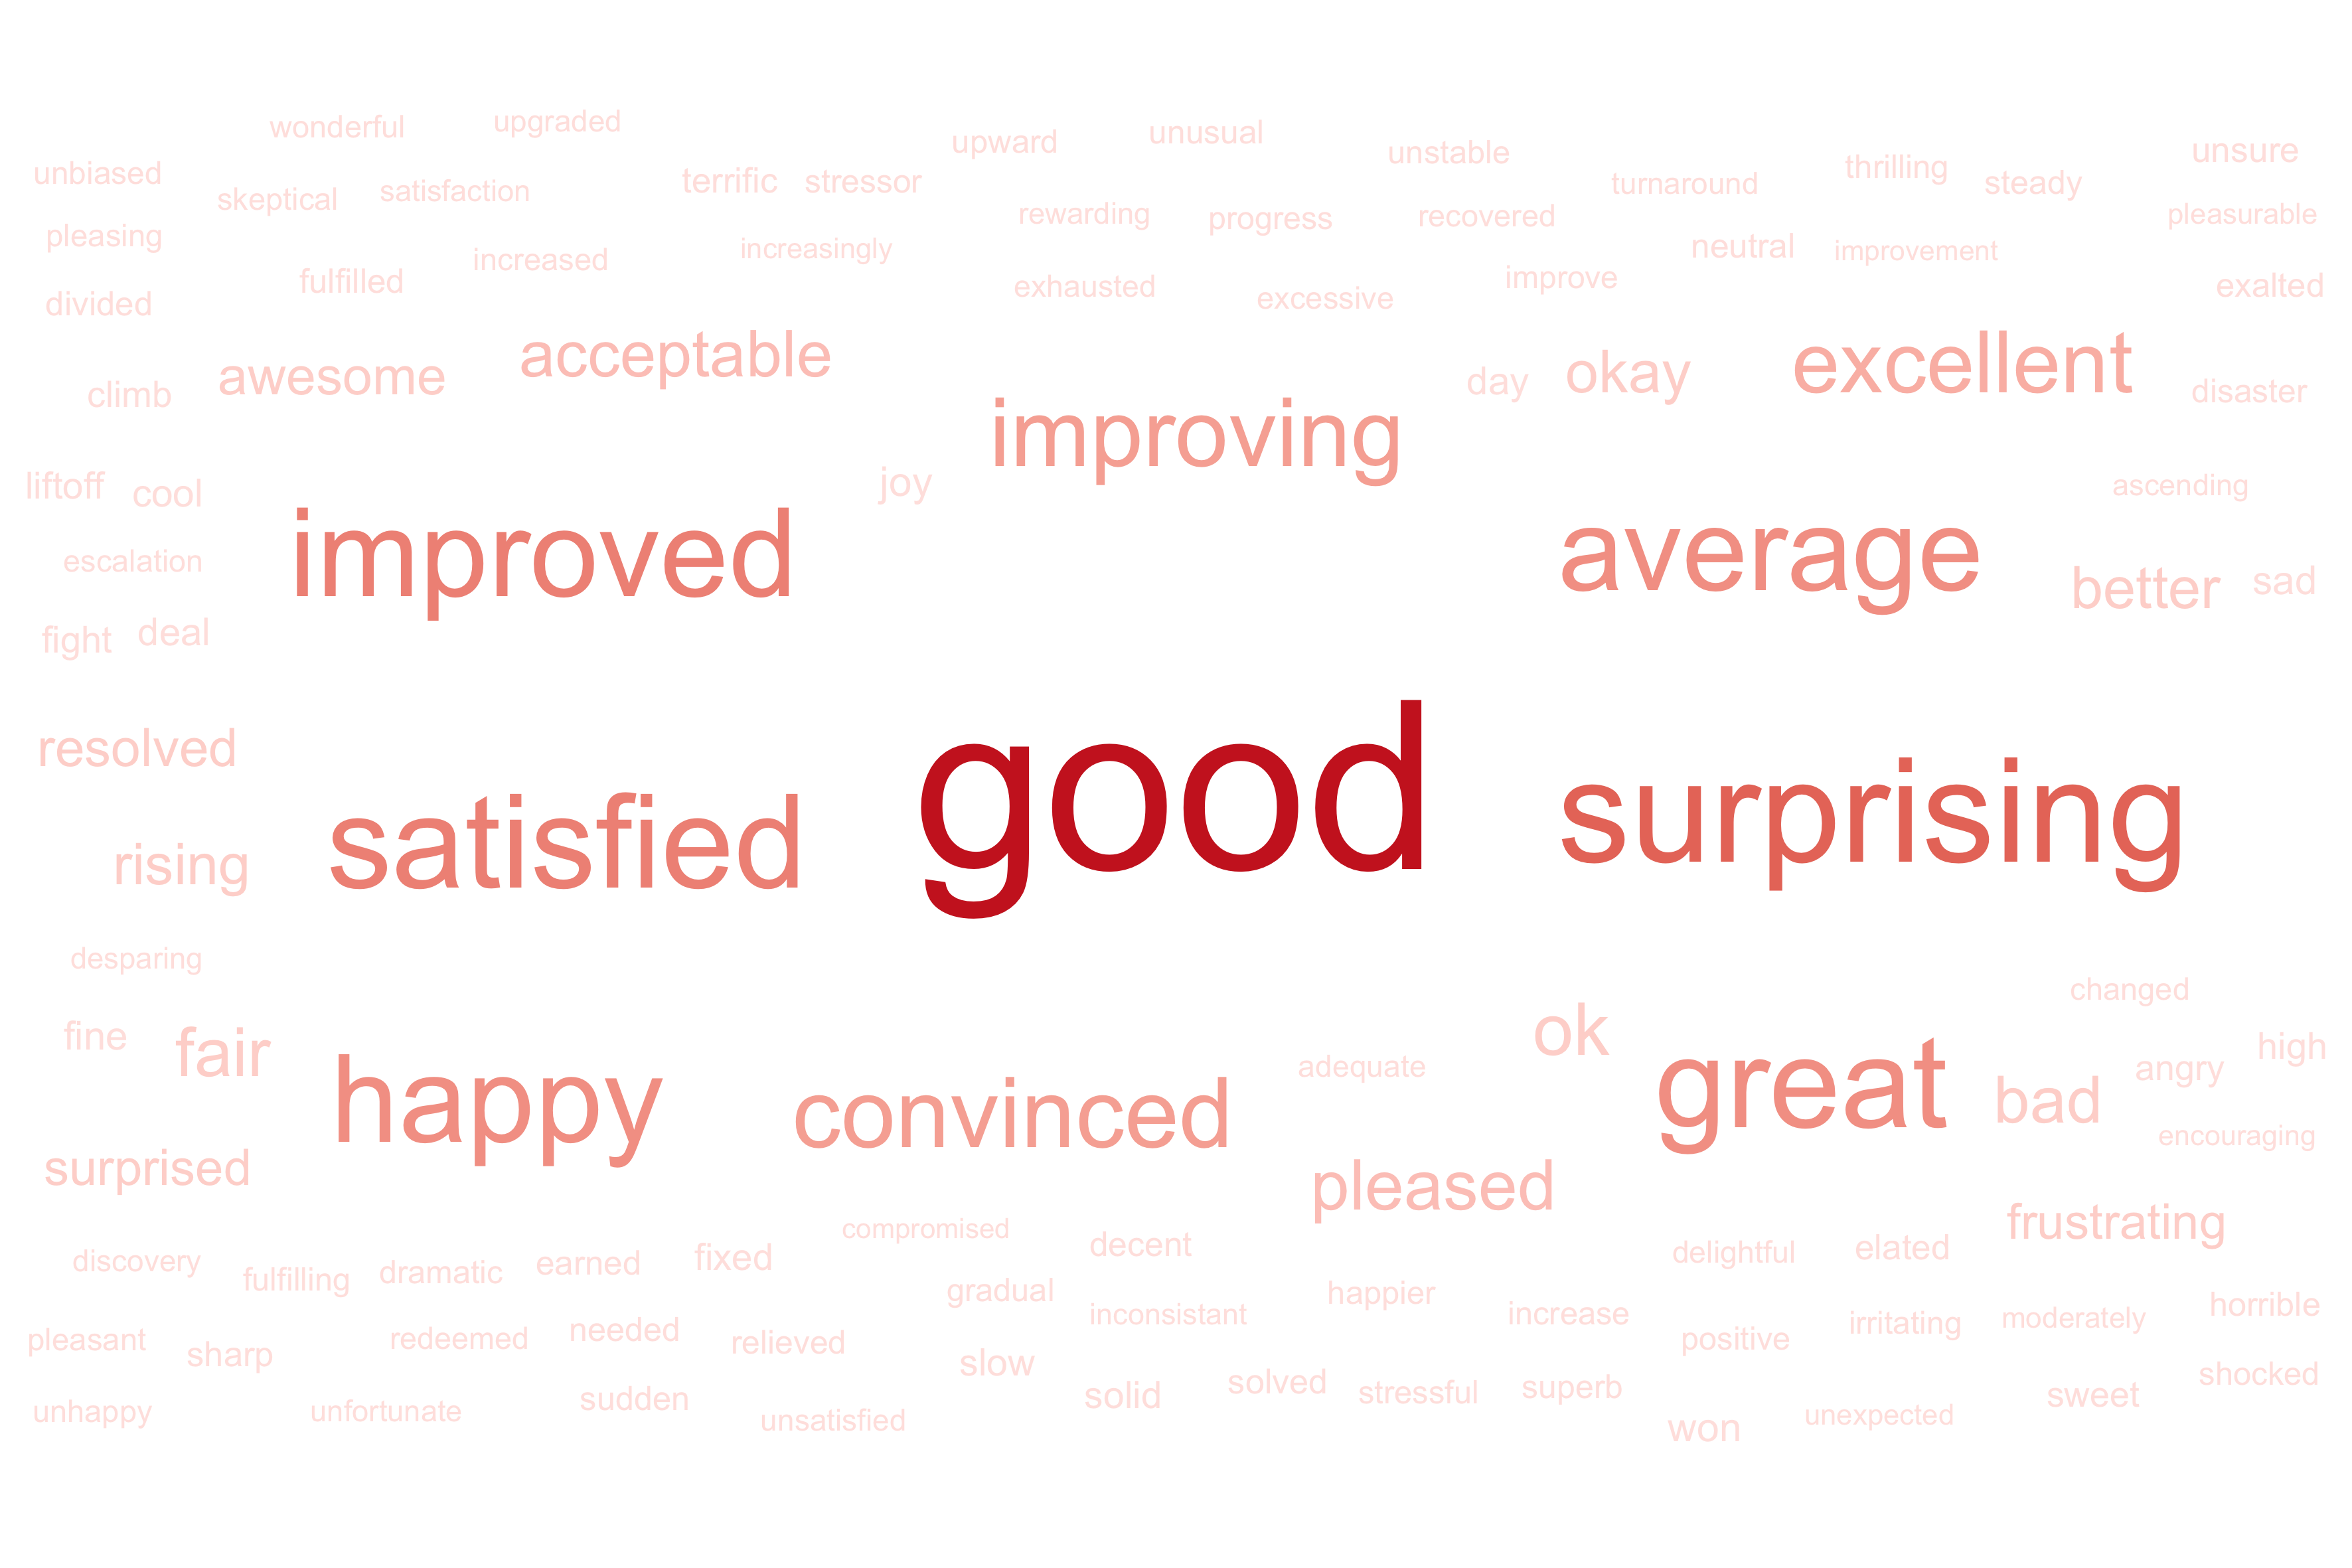 wonderful
upgraded
upward
unusual
unstable
unsure
unbiased
skeptical
satisfaction
terrific
stressor
turnaround
thrilling
steady
rewarding
progress
recovered
pleasurable
pleasing
increased
increasingly
neutral
improvement
fulfilled
exhausted
excessive
improve
exalted
divided
awesome
acceptable
climb
day
okay
excellent
disaster
improving
liftoff
cool
joy
ascending
improved
average
escalation
better
sad
fight
deal
resolved
good
surprising
satisfied
rising
desparing
changed
fine
fair
ok
high
happy
convinced
adequate
great
bad
angry
encouraging
surprised
pleased
compromised
decent
frustrating
discovery
fulfilling
dramatic
earned
fixed
delightful
elated
gradual
happier
inconsistant
increase
irritating
moderately
horrible
pleasant
sharp
redeemed
needed
relieved
slow
positive
unhappy
unfortunate
sudden
unsatisfied
solid
solved
stressful
superb
won
unexpected
sweet
shocked